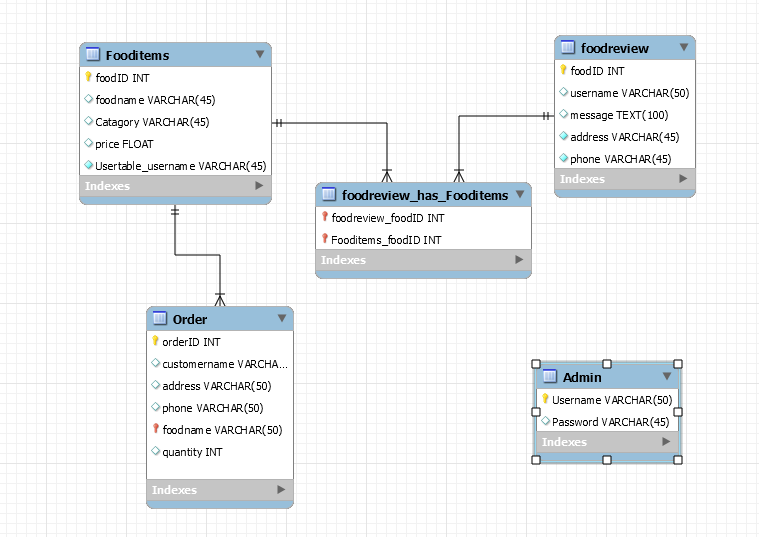 Fooditems
foodID INT
foodname VARCHAR(45)
Catagory VARCHAR(45)
price FLOAT
Usertable_username VARCHAR(45)
Indexes
foodreview
foodID INT
username VARCHAR(50)
message TEXT(100)
address VARCHAR(45)
phone VARCHAR(45)
Indexes
foodreview_has_Fooditems
foodreview_foodID INT
Fooditems_foodID INT
Indexes
Order
orderID INT
customername VARCHA...
address VARCHAR(50)
phone VARCHAR(50)
foodname VARCHAR(50)
quantity INT
Indexes
Admin
Username VARCHAR(50)
Password VARCHAR(45)
Indexes